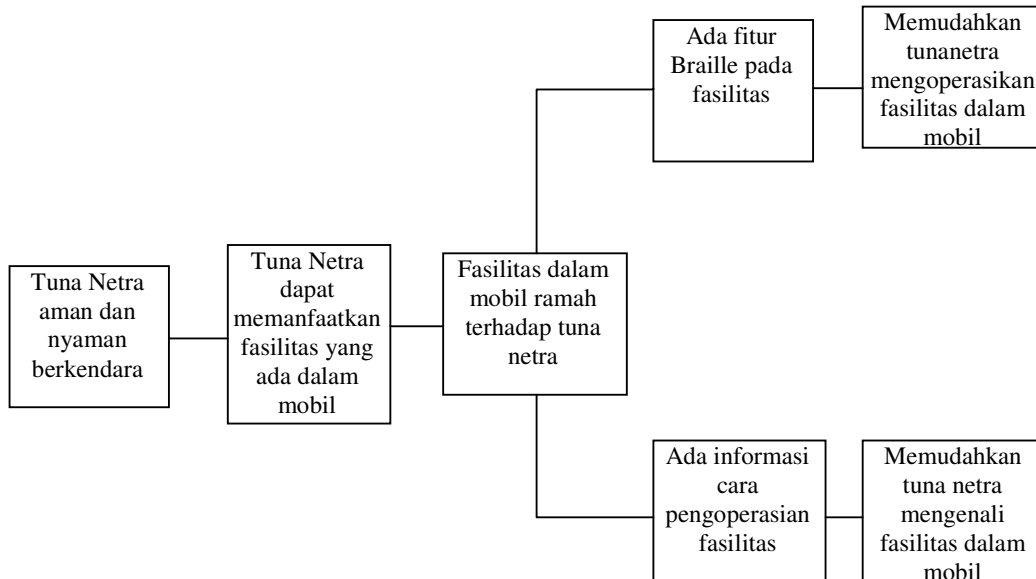 Tuna Netra
aman dan
nyaman
berkendara
Tuna Netra
dapat
memanfaatkan
fasilitas yang
ada dalam
mobil
Fasilitas dalam
mobil ramah
terhadap tuna
netra
Ada fitur
Braille pada
fasilitas
Memudahkan
tunanetra
mengoperasikan
fasilitas dalam
mobil
Ada informasi
cara
pengoperasian
fasilitas
Memudahkan
tuna netra
mengenali
fasilitas dalam
mobil